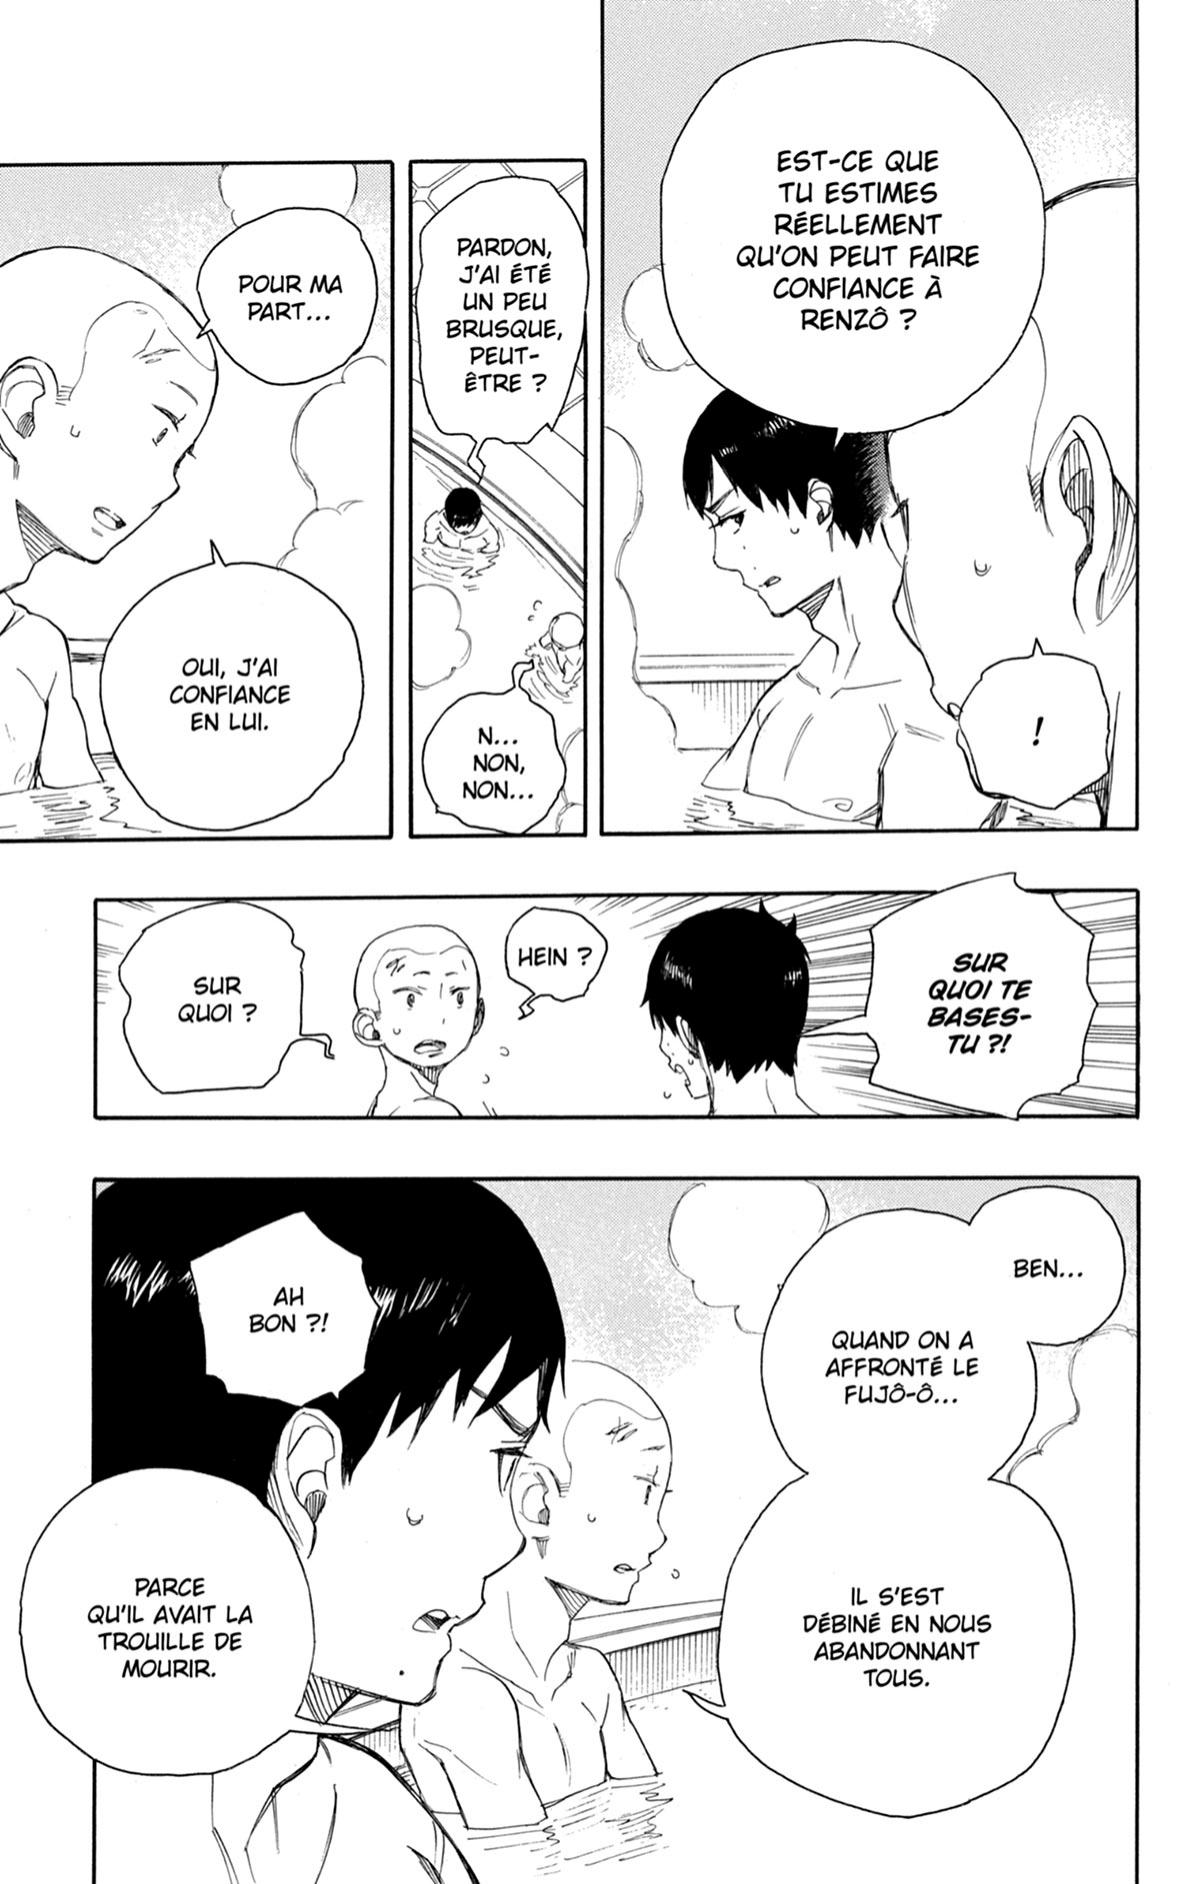 EST-CE QUE
TU ESTIMES
RÉELLEMENT
QU'ON PEUT FAIRE
CONFIANCE À
RENZÔ ?
!
PARDON,
J'AI ÉTÉ
UN PEU
BRUSQUE,
PEUT-
ÊTRE ?
N...
NON,
NON...
POUR MA
PART...
OUI, J'AI
CONFIANCE
EN LUI.
SUR
QUOI TE
BASES-
TU ?!
HEIN ?
SUR
QUOI ?
BEN...
QUAND ON A
AFFRONTÉ LE
FUJÔ-Ô...
IL S'EST
DÉBINÉ EN NOUS
ABANDONNANT
TOUS.
AH
BON ?!
PARCE
QU'IL AVAIT LA
TROUILLE DE
MOURIR.